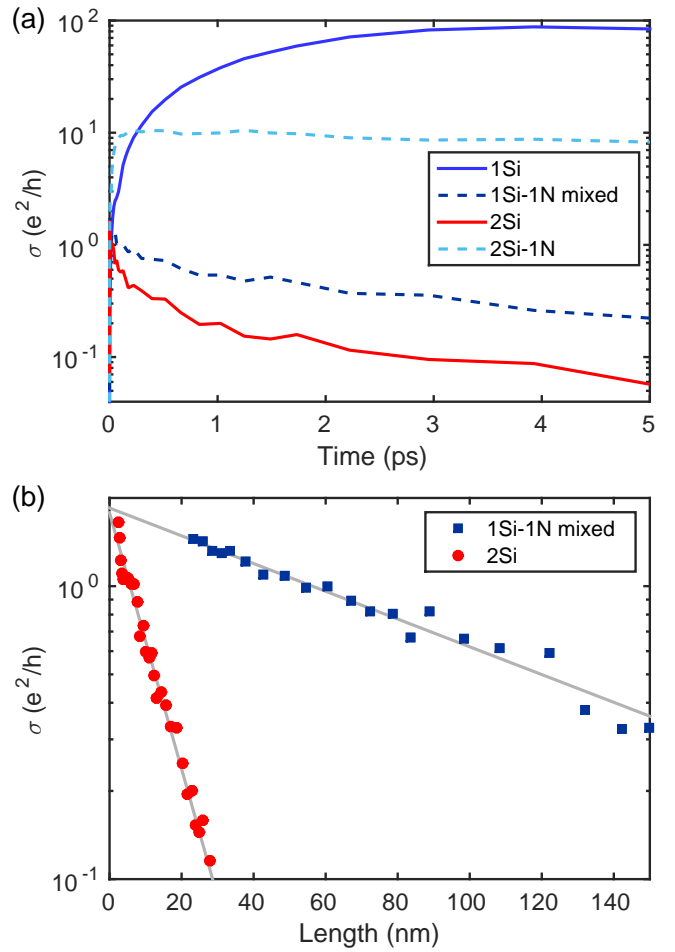 (a)
10^2
10^1
10^0
10^-1
σ (e^2/h)
1Si
1Si-1N mixed
2Si
2Si-1N
0 1 2 3 4 5
Time (ps)
(b)
10^0
10^-1
σ (e^2/h)
1Si-1N mixed
2Si
0 20 40 60 80 100 120 140
Length (nm)